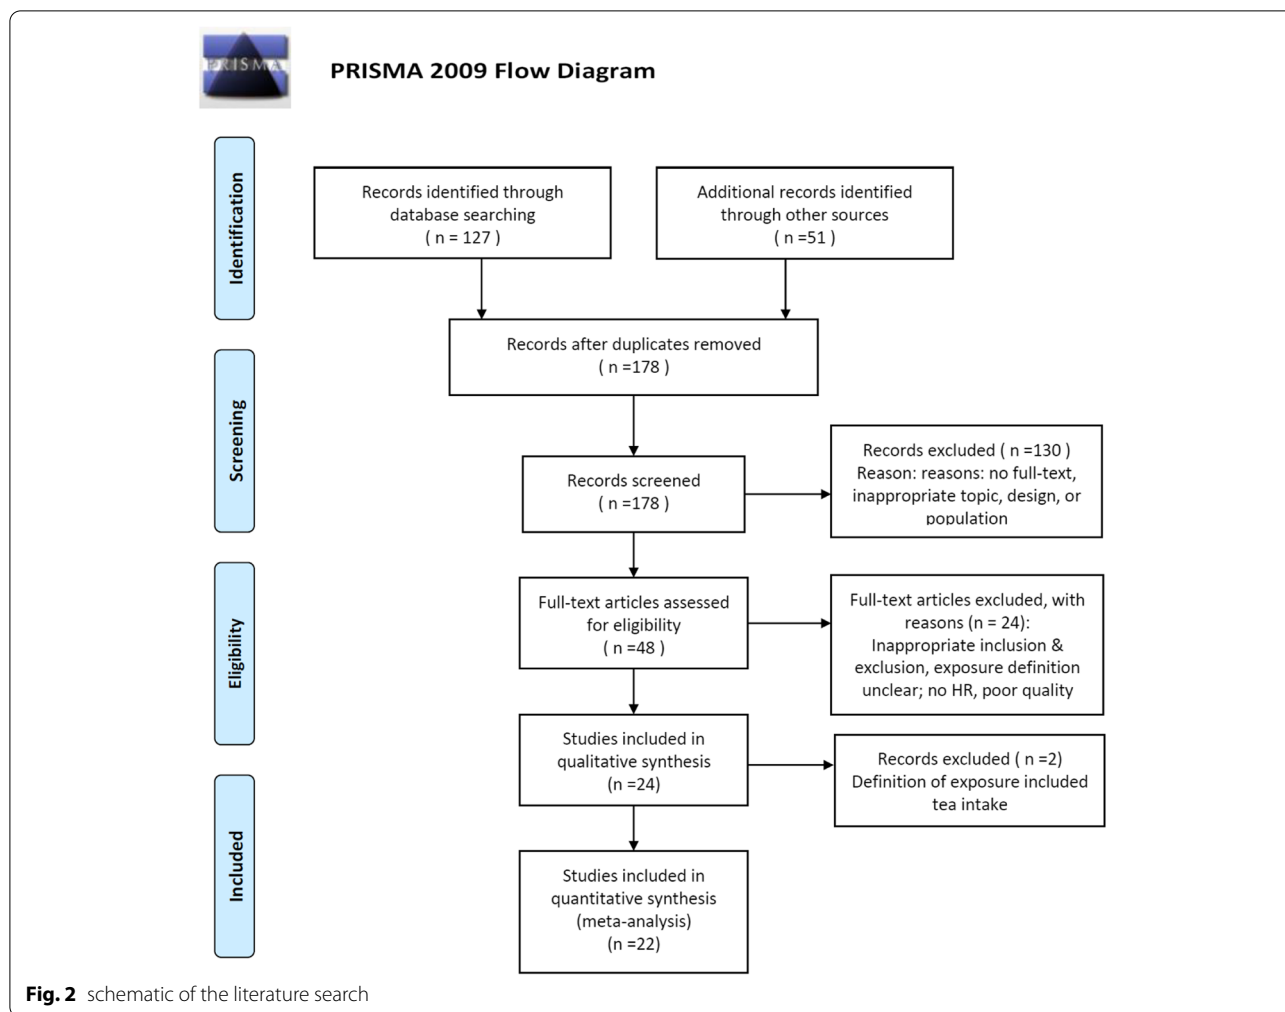 PRISMA
PRISMA 2009 Flow Diagram
Identification
Records identified through
database searching
( n = 127 )
Additional records identified
through other sources
( n =51 )
Records after duplicates removed
( n =178 )
Screening
Records screened
( n =178 )
Records excluded ( n =130 )
Reason: reasons: no full-text,
inappropriate topic, design, or
population
Eligibility
Full-text articles assessed
for eligibility
( n =48 )
Full-text articles excluded, with
reasons (n = 24):
Inappropriate inclusion &
exclusion, exposure definition
unclear; no HR, poor quality
Studies included in
qualitative synthesis
(n =24)
Records excluded ( n =2)
Definition of exposure included
tea intake
Included
Studies included in
quantitative synthesis
(meta-analysis)
(n =22)
Fig. 2 schematic of the literature search